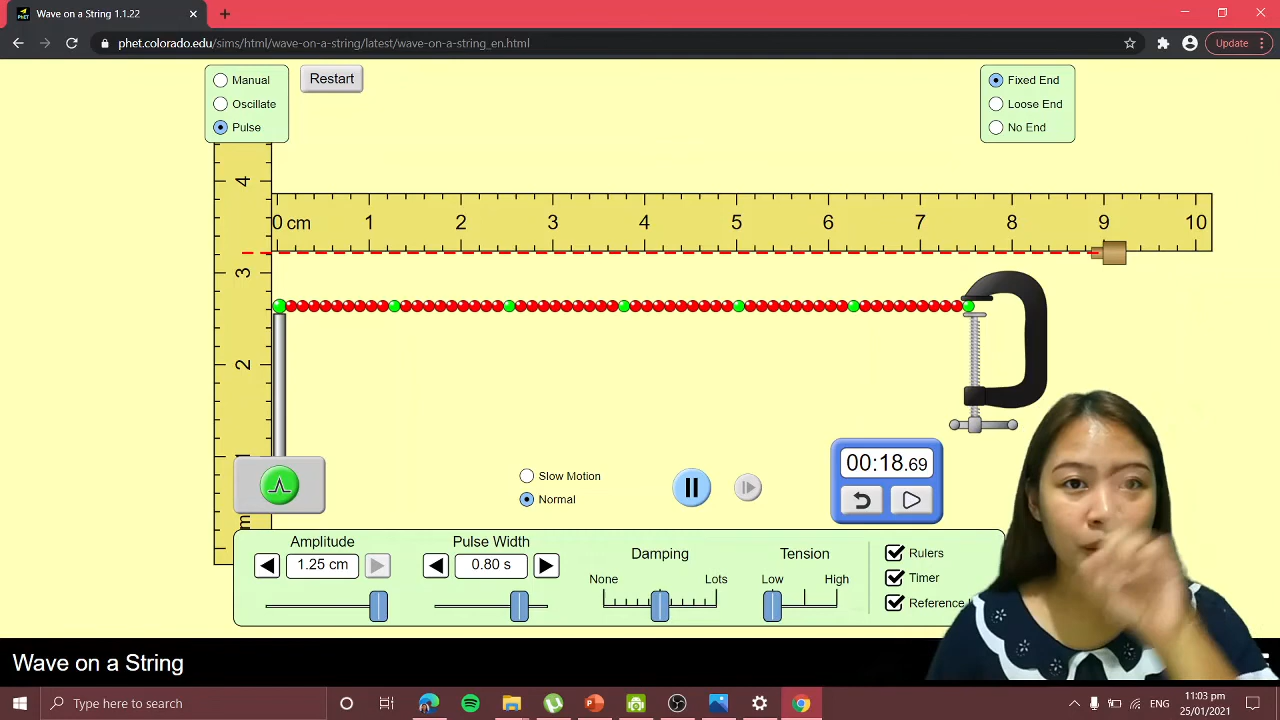 Wave on a String 1.22
phet.colorado.edu/sims/html/wave-on-a-string/latest/wave-on-a-string_en.html
Update
Manual
Oscillate
Pulse
Restart
Fixed End
Loose End
No End
4
3
2
0 cm 1 2 3 4 5 6 7 8 9 10
00:18.69
Slow Motion
Normal
Amplitude
1.25 cm
Pulse Width
0.80 s
Damping
None
Lots
Tension
Low
High
Rulers
Timer
Reference
Wave on a String
Type here to search
ENG
11:03 pm
25/01/2021